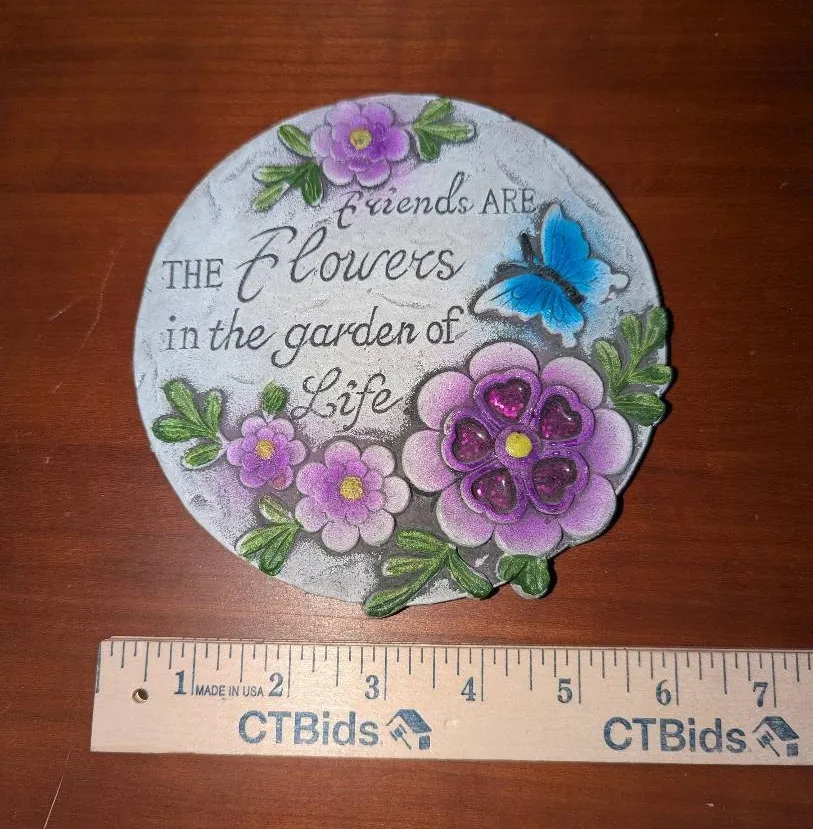 Friends ARE
THE Flowers
in the garden of
Life
1 MADE IN USA 2 3 4 5 6 7
CTBids CTBids